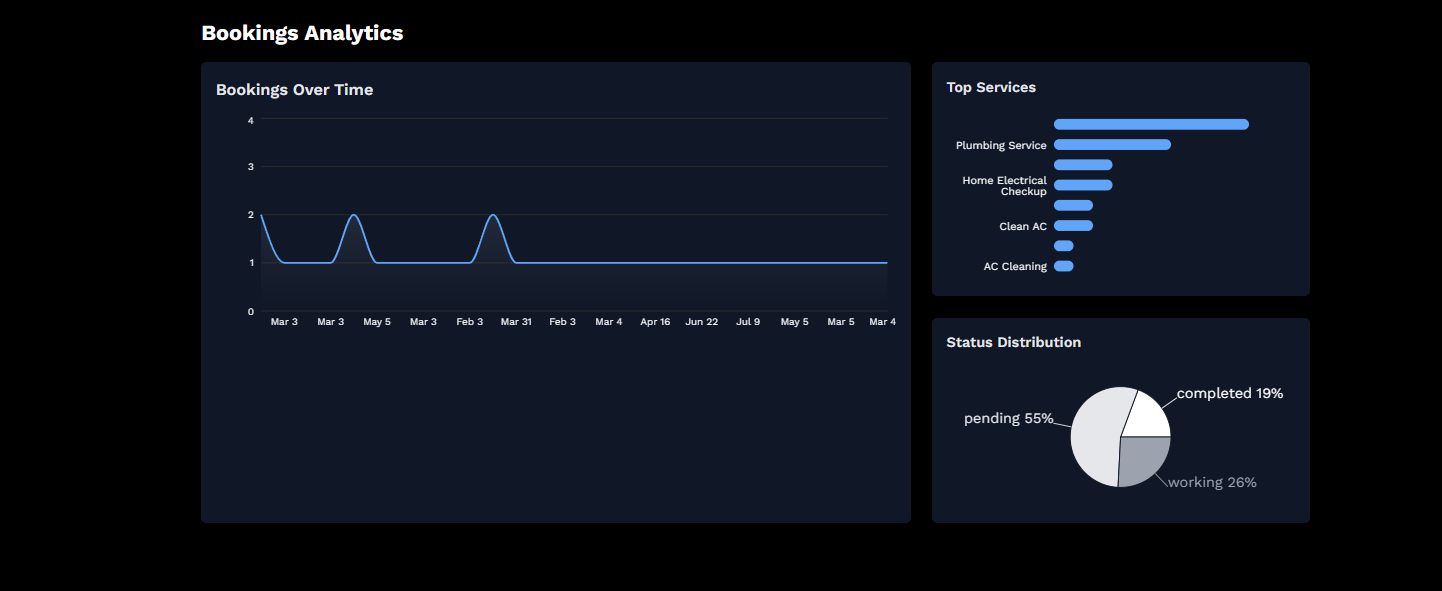 Bookings Analytics
Bookings Over Time
4
3
2
1
0
Mar 3 Mar 3 May 5 Mar 3 Feb 3 Mar 31 Feb 3 Mar 4 Apr 16 Jun 22 Jul 9 May 5 Mar 5 Mar 4
Top Services
Plumbing Service
Home Electrical
Checkup
Clean AC
AC Cleaning
Status Distribution
completed 19%
pending 55%
working 26%